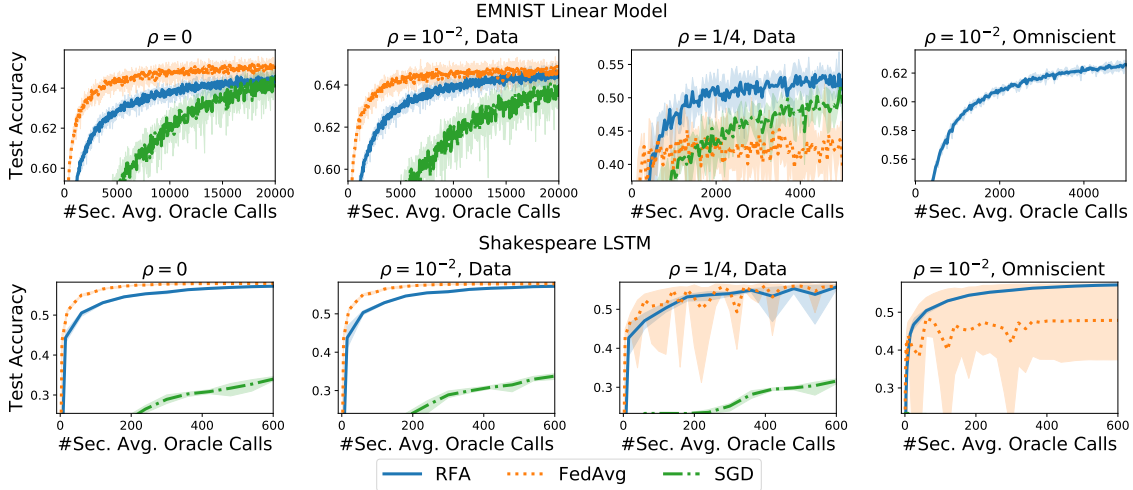 EMNIST Linear Model
ρ = 0
ρ = 10⁻², Data
ρ = 1/4, Data
ρ = 10⁻², Omniscient
Test Accuracy
0.64
0.62
0.60
0 5000 10000 15000 20000
#Sec. Avg. Oracle Calls
0.64
0.62
0.60
0 5000 10000 15000 20000
#Sec. Avg. Oracle Calls
0.55
0.50
0.45
0.40
0 2000 4000
#Sec. Avg. Oracle Calls
0.62
0.60
0.58
0.56
0 2000 4000
#Sec. Avg. Oracle Calls
Shakespeare LSTM
ρ = 0
ρ = 10⁻², Data
ρ = 1/4, Data
ρ = 10⁻², Omniscient
Test Accuracy
0.5
0.4
0.3
0 200 400 600
#Sec. Avg. Oracle Calls
0.5
0.4
0.3
0 200 400 600
#Sec. Avg. Oracle Calls
0.5
0.4
0.3
0 200 400 600
#Sec. Avg. Oracle Calls
0.5
0.4
0.3
0 200 400 600
#Sec. Avg. Oracle Calls
RFA FedAvg SGD